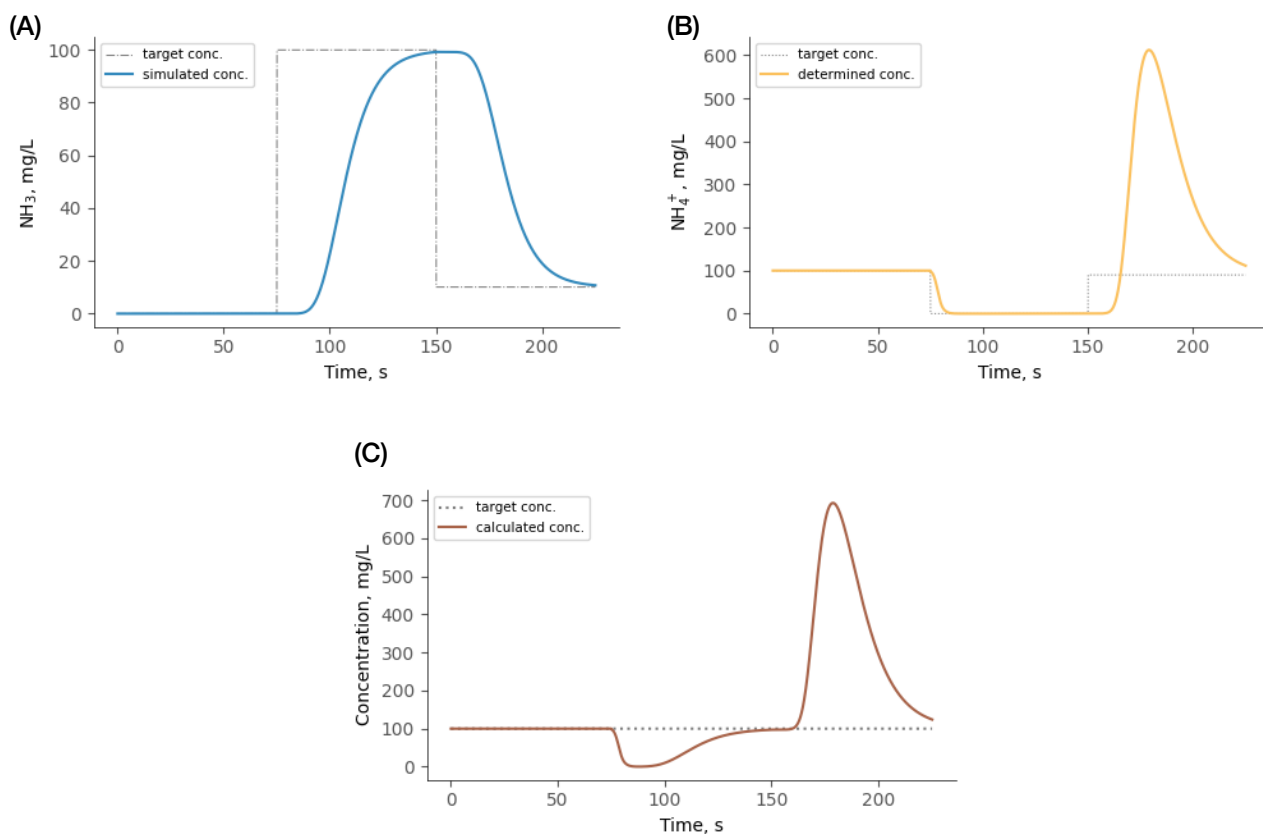 (A)
100
80
60
40
20
0
NH₃, mg/L
target conc.
simulated conc.
0 50 100 150 200
Time, s
(B)
600
500
400
300
200
100
0
NH₄⁺, mg/L
target conc.
determined conc.
0 50 100 150 200
Time, s
(C)
700
600
500
400
300
200
100
0
Concentration, mg/L
target conc.
calculated conc.
0 50 100 150 200
Time, s